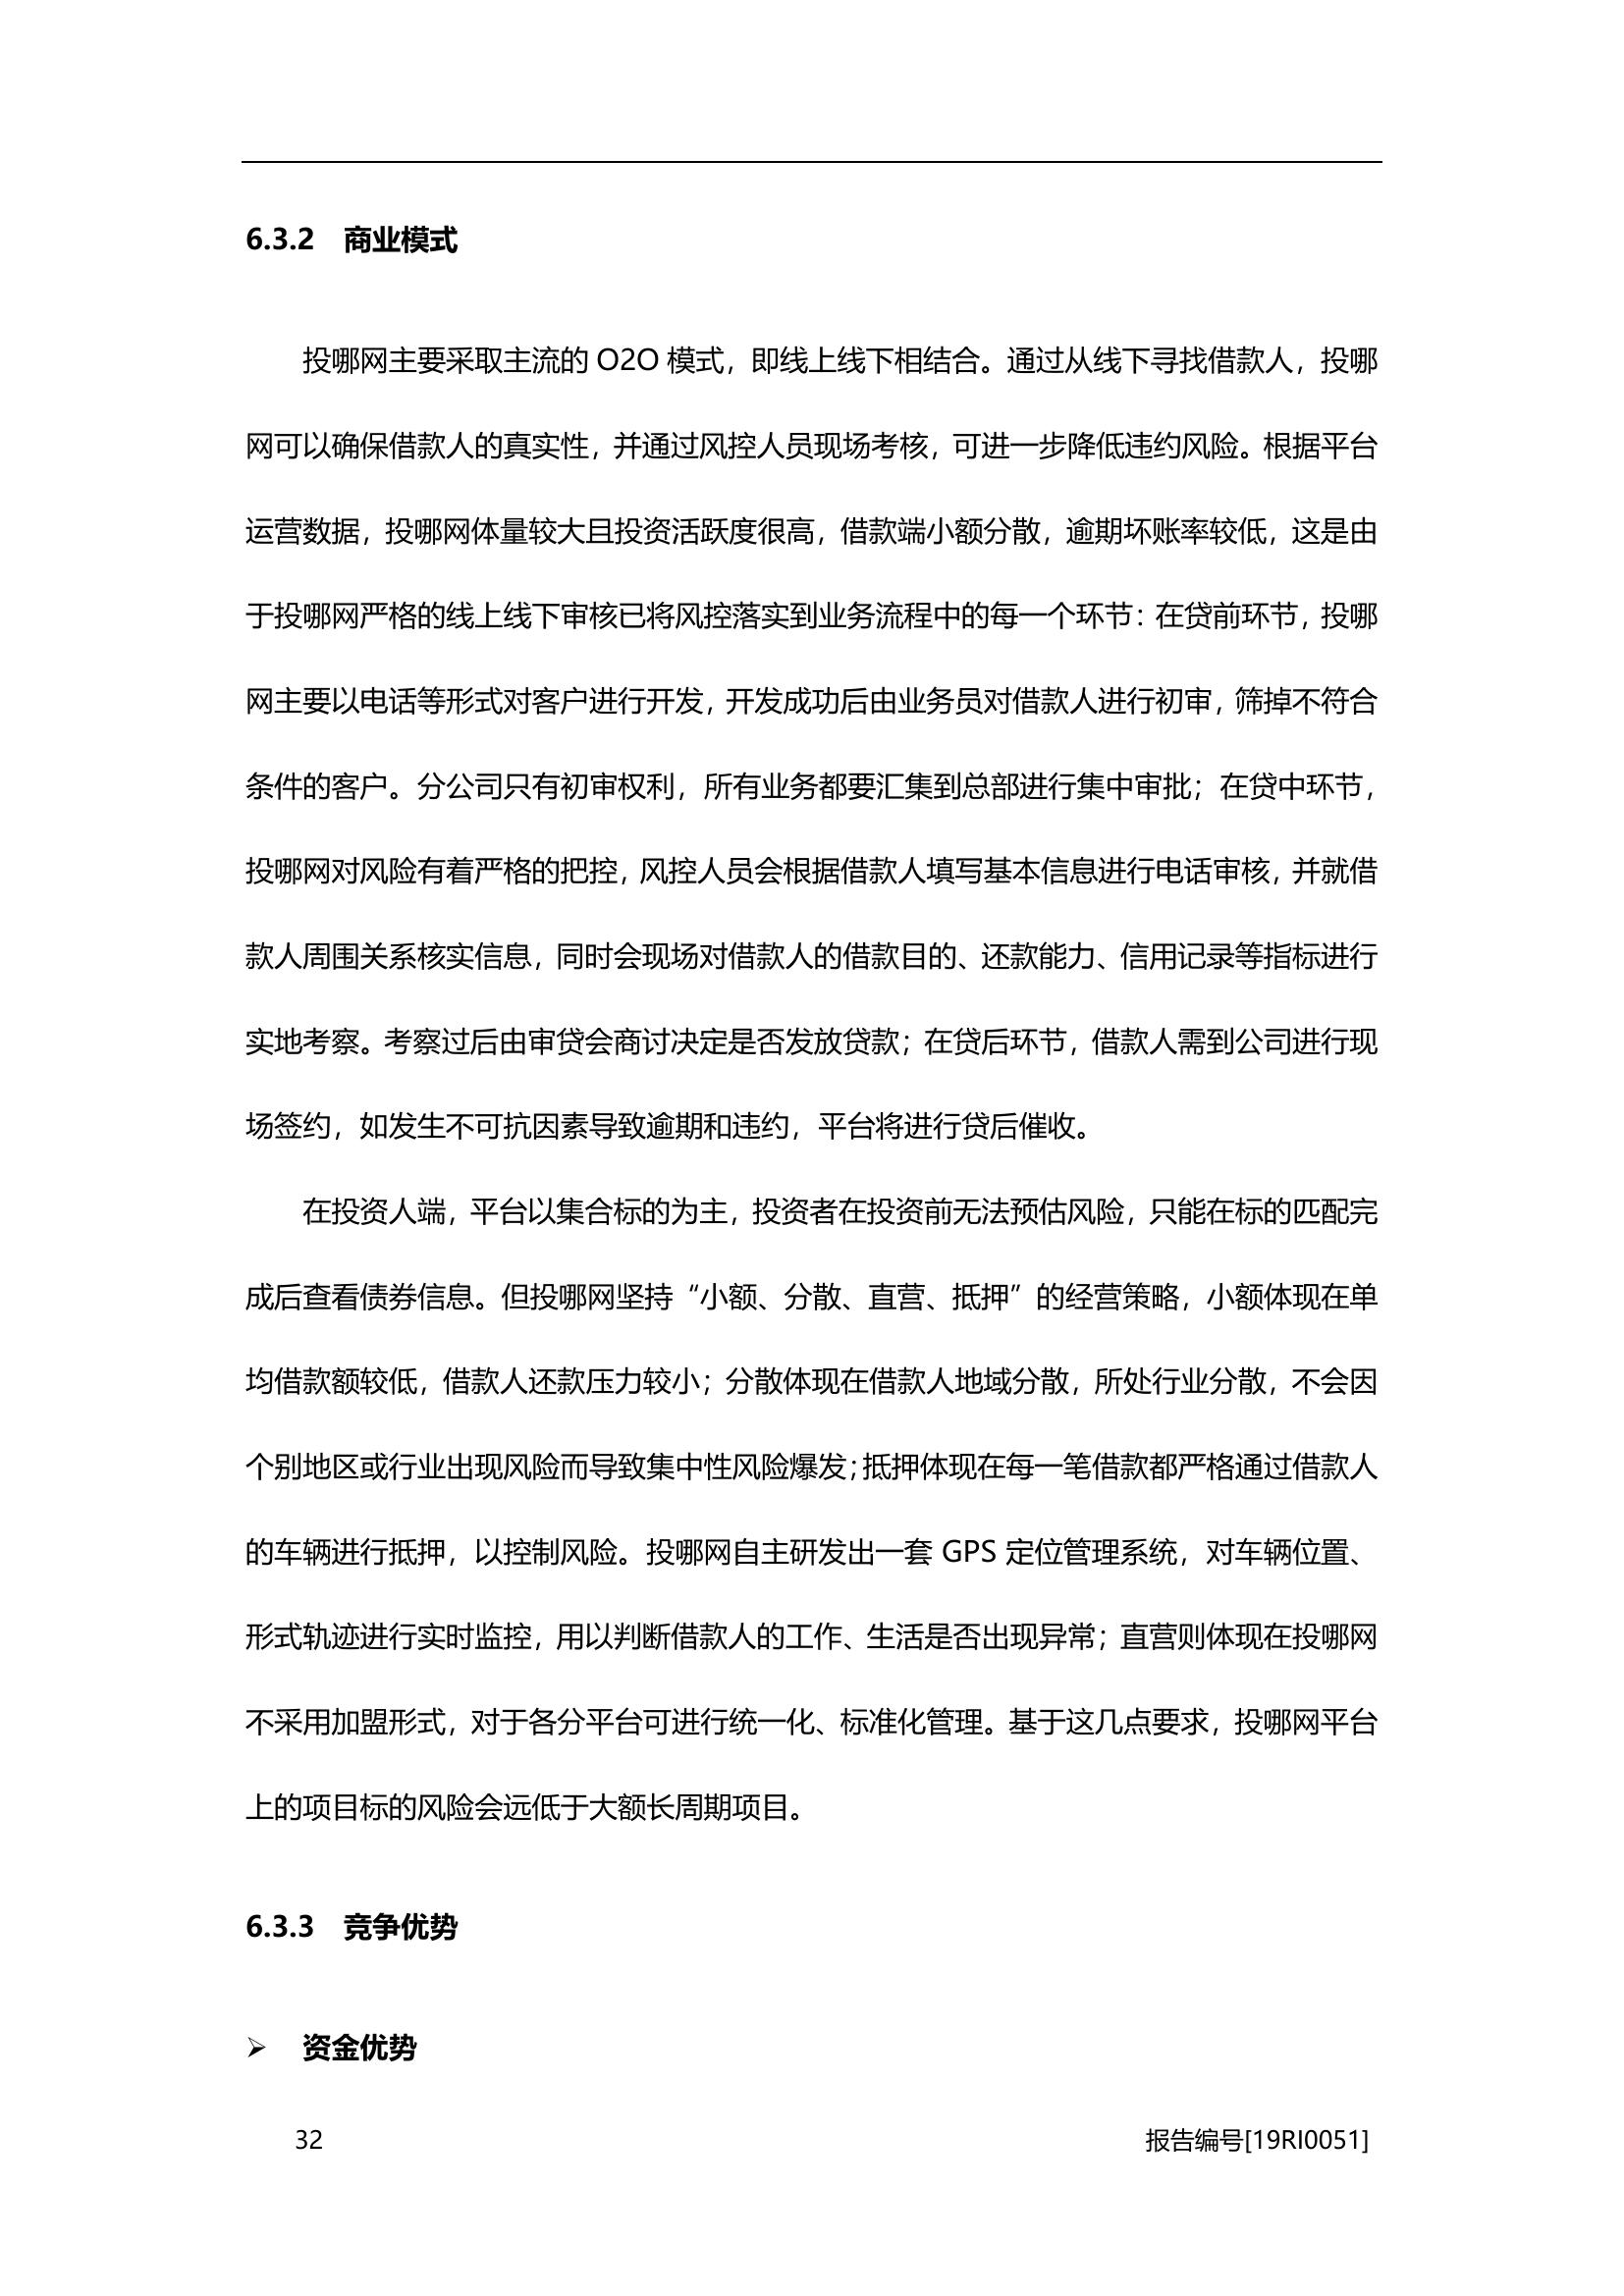 6.3.2 商业模式
投哪网主要采取主流的 O2O 模式，即线上线下相结合。通过从线下寻找借款人，投哪
网可以确保借款人的真实性，并通过风控人员现场考核，可进一步降低违约风险。根据平台
运营数据，投哪网体量较大且投资活跃度很高，借款端小额分散，逾期坏账率较低，这是由
于投哪网严格的线上线下审核已将风控落实到业务流程中的每一个环节：在贷前环节，投哪
网主要以电话等形式对客户进行开发，开发成功后由业务员对借款人进行初审，筛掉不符合
条件的客户。分公司只有初审权利，所有业务都要汇集到总部进行集中审批；在贷中环节，
投哪网对风险有着严格的把控，风控人员会根据借款人填写基本信息进行电话审核，并就借
款人周围关系核实信息，同时会现场对借款人的借款目的、还款能力、信用记录等指标进行
实地考察。考察过后由审贷会商讨决定是否发放贷款；在贷后环节，借款人需到公司进行现
场签约，如发生不可抗因素导致逾期和违约，平台将进行贷后催收。
在投资人端，平台以集合标的为主，投资者在投资前无法预估风险，只能在标的匹配完
成后查看债券信息。但投哪网坚持“小额、分散、直营、抵押”的经营策略，小额体现在单
均借款额较低，借款人还款压力较小；分散体现在借款人地域分散，所处行业分散，不会因
个别地区或行业出现风险而导致集中性风险爆发；抵押体现在每一笔借款都严格通过借款人
的车辆进行抵押，以控制风险。投哪网自主研发出一套 GPS 定位管理系统，对车辆位置、
形式轨迹进行实时监控，用以判断借款人的工作、生活是否出现异常；直营则体现在投哪网
不采用加盟形式，对于各分平台可进行统一化、标准化管理。基于这几点要求，投哪网平台
上的项目标的风险会远低于大额长周期项目。
6.3.3 竞争优势
➢ 资金优势
32 报告编号[19RI0051]